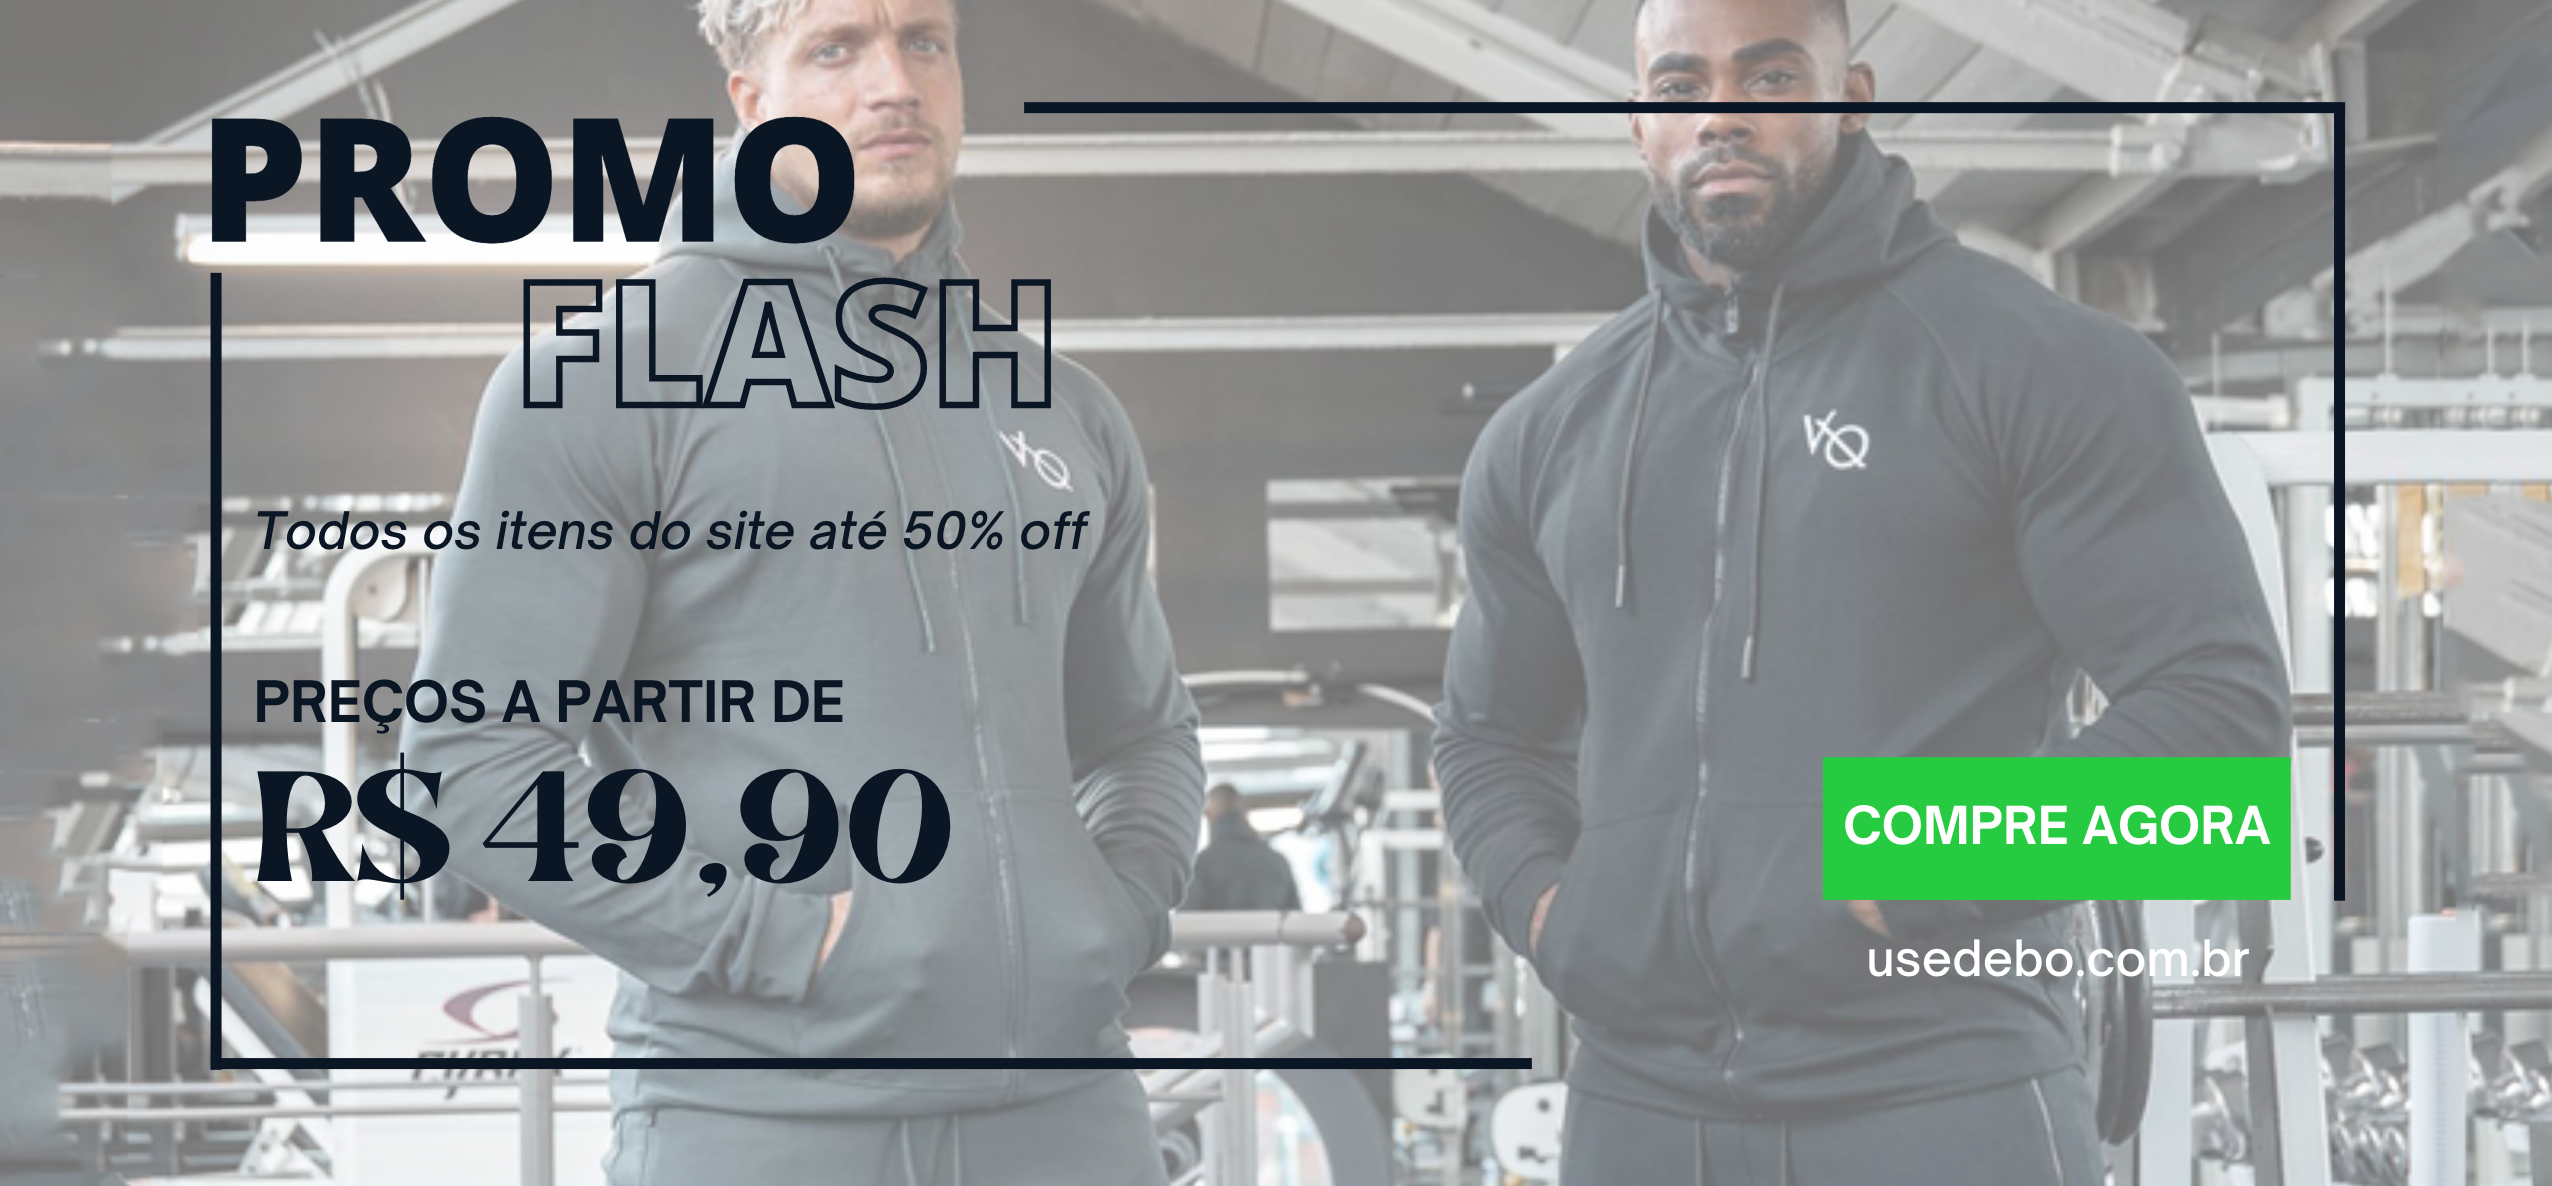 PROMO
FLASH
Todos os itens do site até 50% off
PREÇOS A PARTIR DE
R$ 49,90
COMPRE AGORA
usedebo.com.br